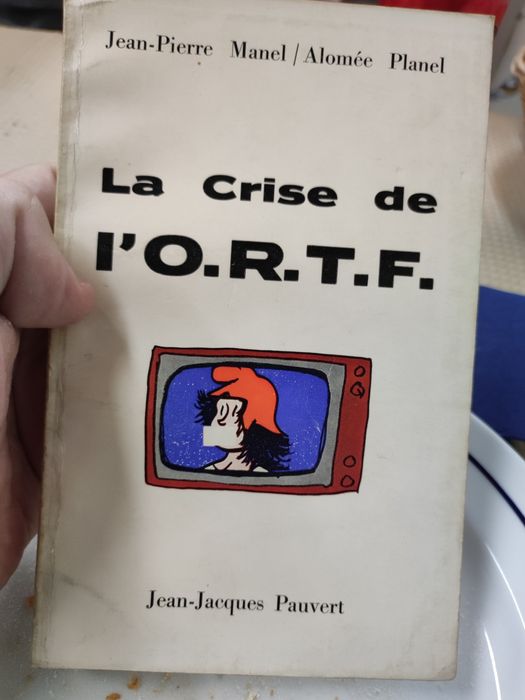 Jean-Pierre Manel / Alomée Planel
La Crise de
l'O.R.T.F.
Jean-Jacques Pauvert